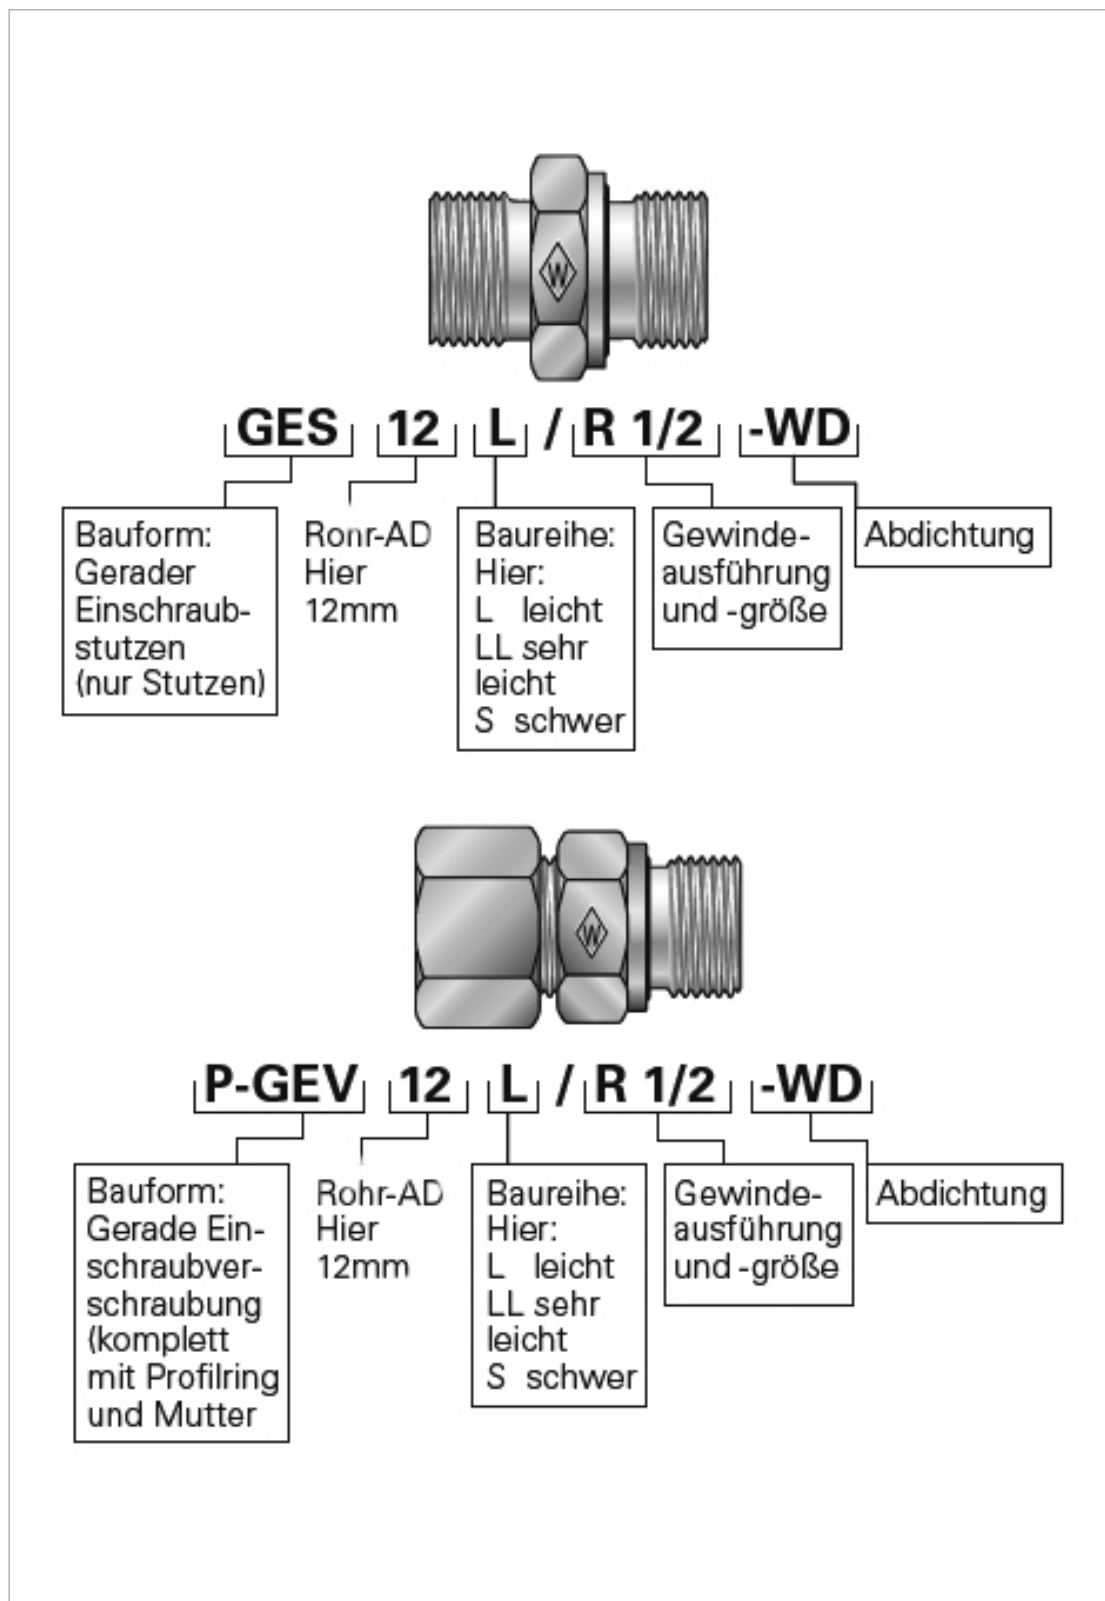 W
GES 12 L / R 1/2 -WD
Bauform:
Gerader
Einschraub-
stutzen
(nur Stutzen)
Rohr-AD
Hier
12mm
Baureihe:
Hier:
L leicht
LL sehr
leicht
S schwer
Gewinde-
ausführung
und -größe
Abdichtung
W
P-GEV 12 L / R 1/2 -WD
Bauform:
Gerade Ein-
schraubver-
schraubung
(komplett
mit Profilring
und Mutter
Rohr-AD
Hier
12mm
Baureihe:
Hier:
L leicht
LL sehr
leicht
S schwer
Gewinde-
ausführung
und -größe
Abdichtung